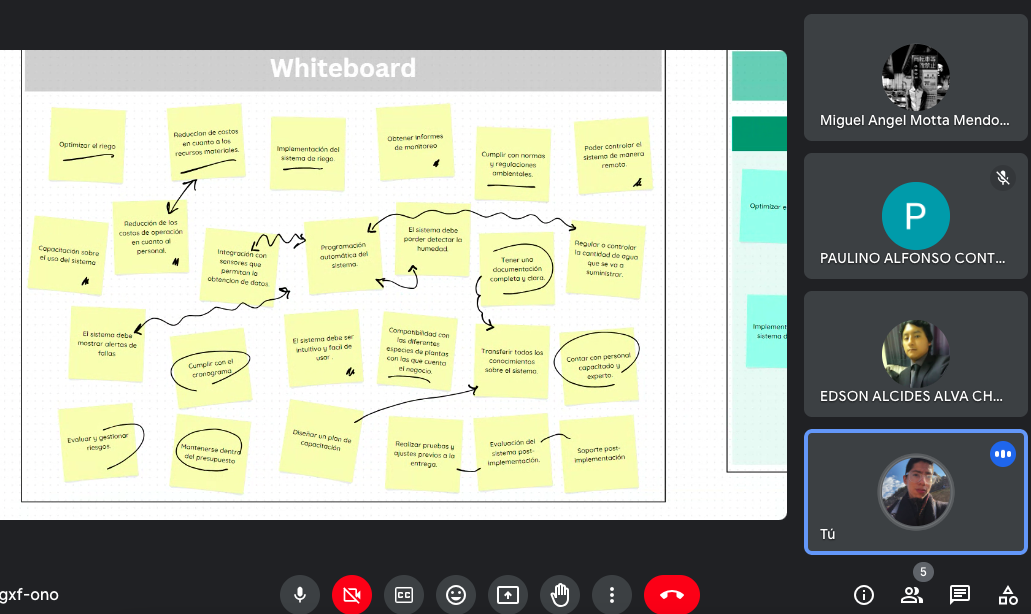 Whiteboard
Optimizar el riego
Reduccion de costos
en cuanto a los
recursos materiales.
Implementación del
sistema de riego.
Obtener informes
de monitoreo
Cumplir con normas
y regulaciones
ambientales.
Poder controlar el
sistema de manera
remota.
Capacitación sobre
el uso del sistema
Reducción de los
costos de operación
en cuanto al
personal.
Integración con
sensores que
permitan la
obtencion de datos.
Programación
automática del
sistema.
El sistema debe
porder detectar la
humedad.
Tener una
documentación
completa y clara.
Regular o controlar
la cantidad de agua
que se va a
suministrar.
El sistema debe
mostrar alertas de
fallas
Cumplir con el
cronograma
El sistema debe ser
intuitivo y facil de
usar.
Compatibilidad con
las diferentes
especies de plantas
con las que cuenta
el negocio.
Transferir todos los
conocimientos
sobre el sistema.
Contar con personal
capacitado y
experto.
Evaluar y gestionar
riesgos
Mantenerse dentro
del presupuesto
Diseñar un plan de
capacitación
Realizar pruebas y
ajustes previos a la
entrega.
Evaluación del
sistema post-
implementación.
Soporte post-
implementación
Optimizar e
Implement
sistema d
Miguel Angel Motta Mendo...
P
PAULINO ALFONSO CONT...
EDSON ALCIDES ALVA CH...
Tú
gxf-ono
CC
5